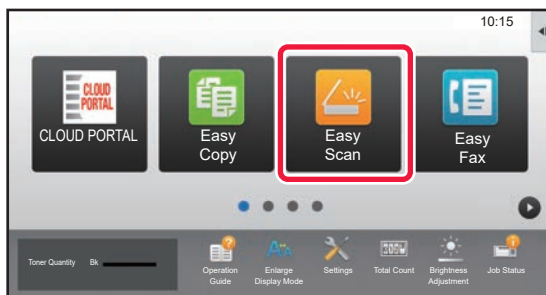 10:15
CLOUD
PORTAL
CLOUD PORTAL
Easy
Copy
Easy
Scan
Easy
Fax
Toner Quantity Bk
Operation
Guide
Enlarge
Display Mode
Settings
Total Count
Brightness
Adjustment
Job Status